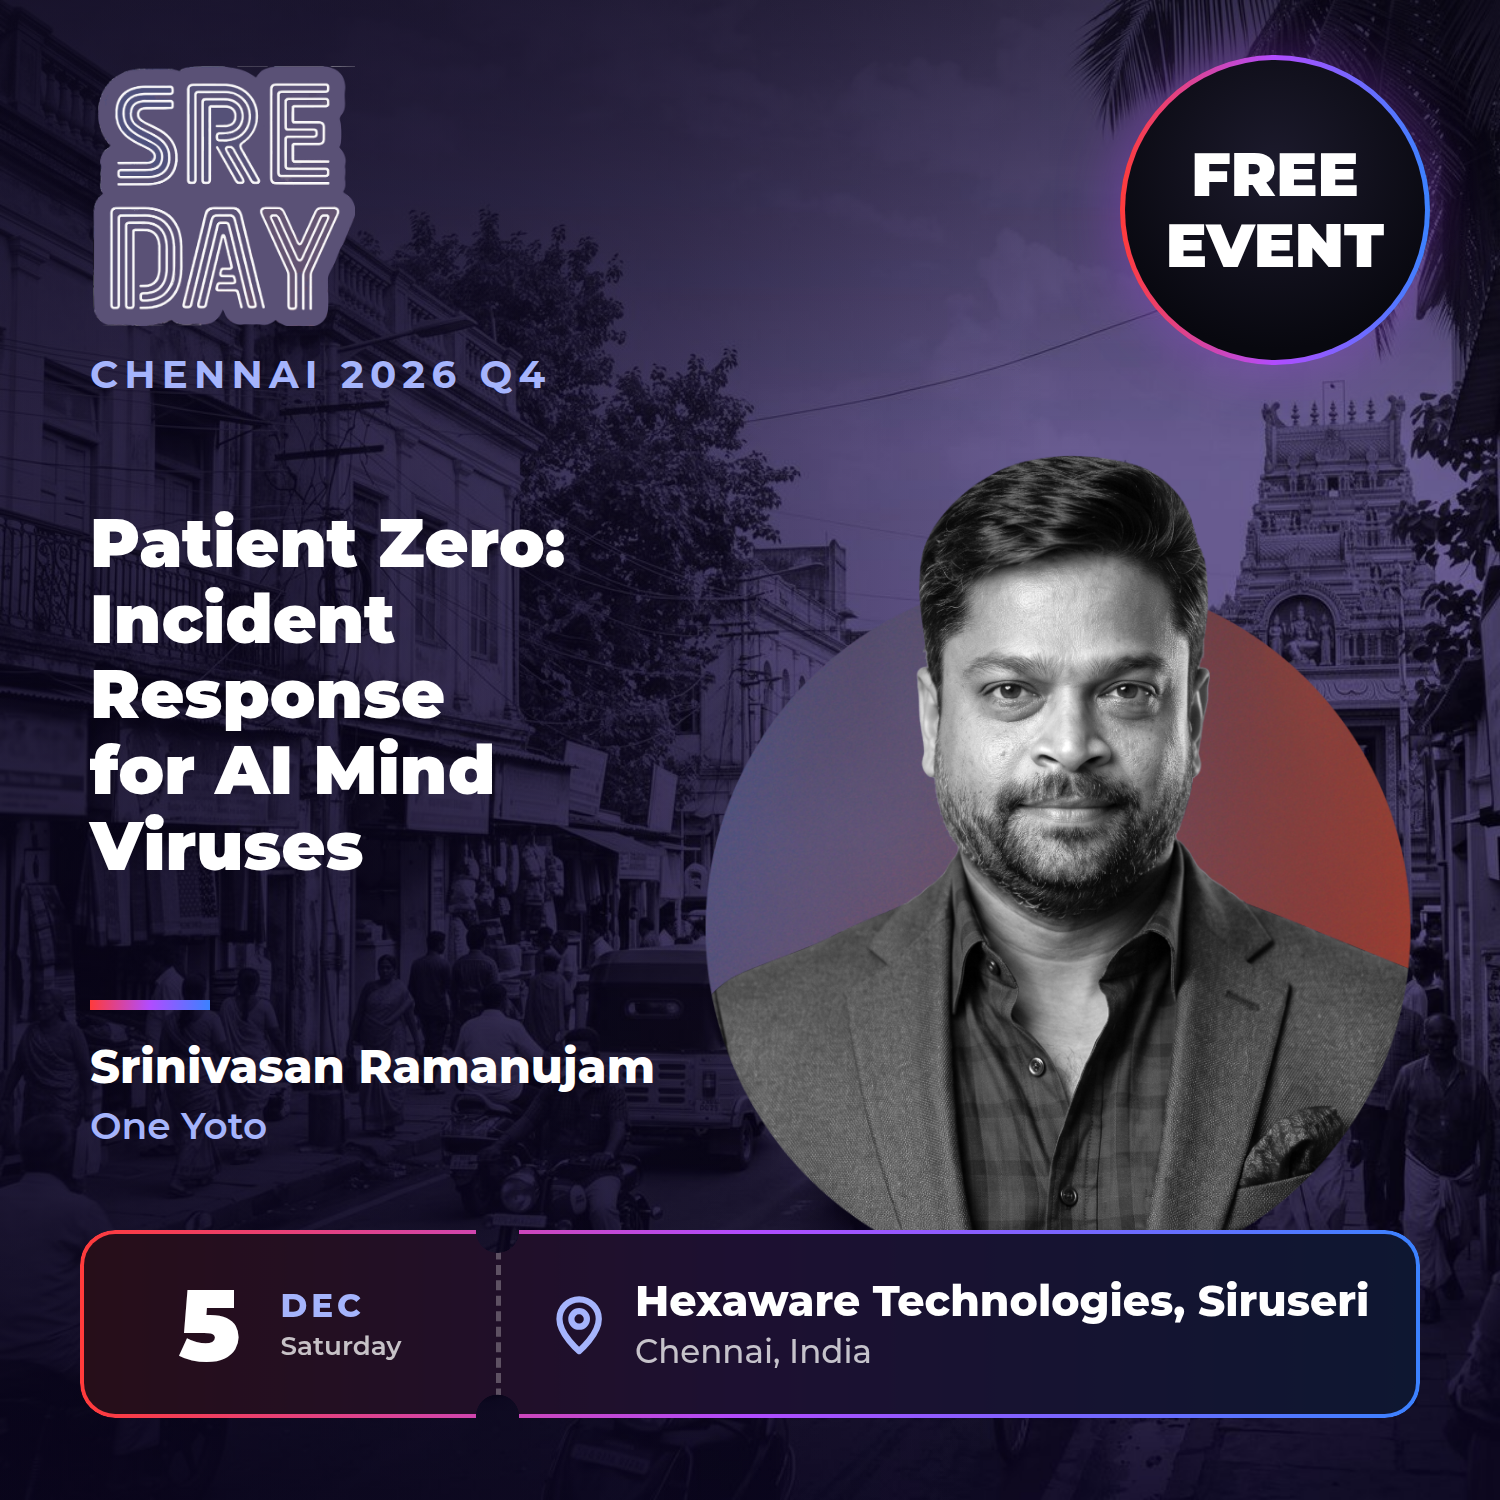 SRE
DAY
CHENNAI 2026 Q4
FREE
EVENT
Patient Zero:
Incident
Response
for AI Mind
Viruses
Srinivasan Ramanujam
One Yoto
5
DEC
Saturday
Hexaware Technologies, Siruseri
Chennai, India